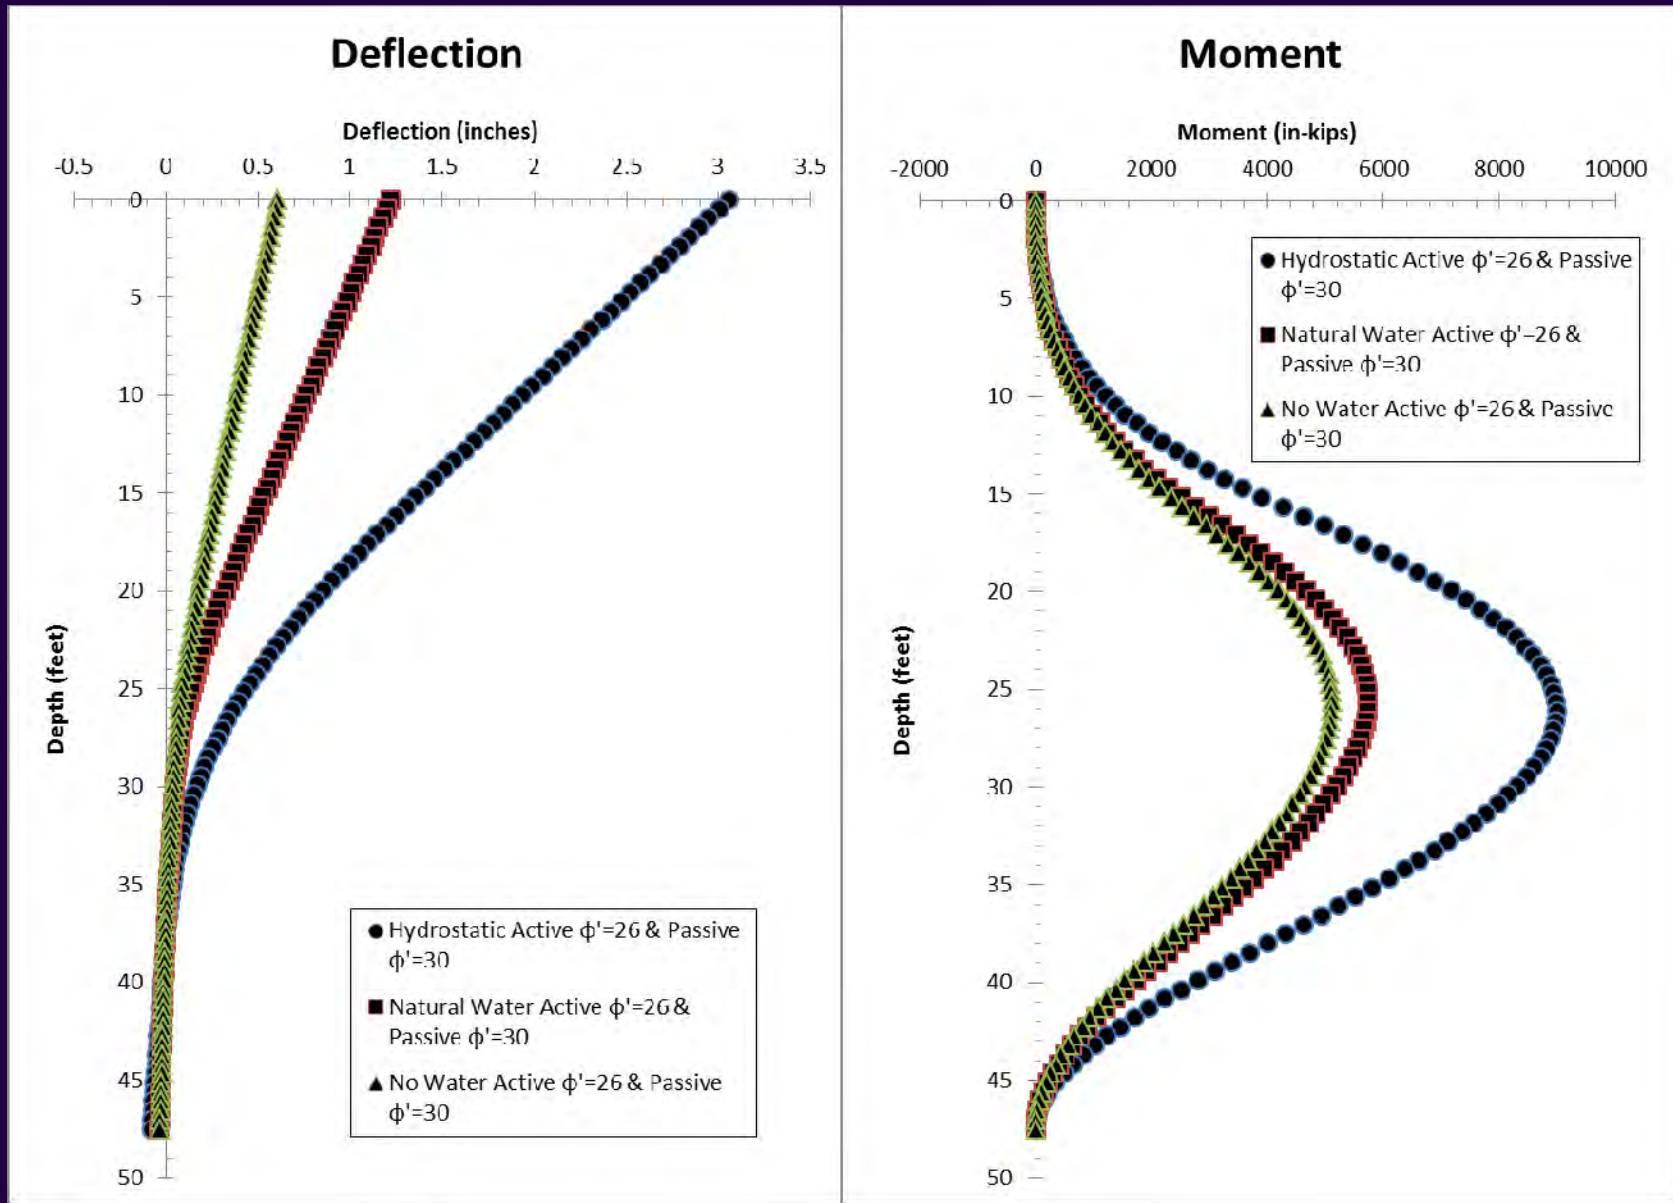 Deflection
Deflection (inches)
-0.5 0 0.5 1 1.5 2 2.5 3 3.5
0
5
10
15
20
25
30
35
40
45
50
Depth (feet)
Hydrostatic Active ϕ'=26 & Passive
ϕ'=30
Natural Water Active ϕ'=26 &
Passive ϕ'=30
No Water Active ϕ'=26 & Passive
ϕ'=30
Moment
Moment (in-kips)
-2000 0 2000 4000 6000 8000 10000
0
5
10
15
20
25
30
35
40
45
50
Depth (feet)
Hydrostatic Active ϕ'=26 & Passive
ϕ'=30
Natural Water Active ϕ'=26 &
Passive ϕ'=30
No Water Active ϕ'=26 & Passive
ϕ'=30